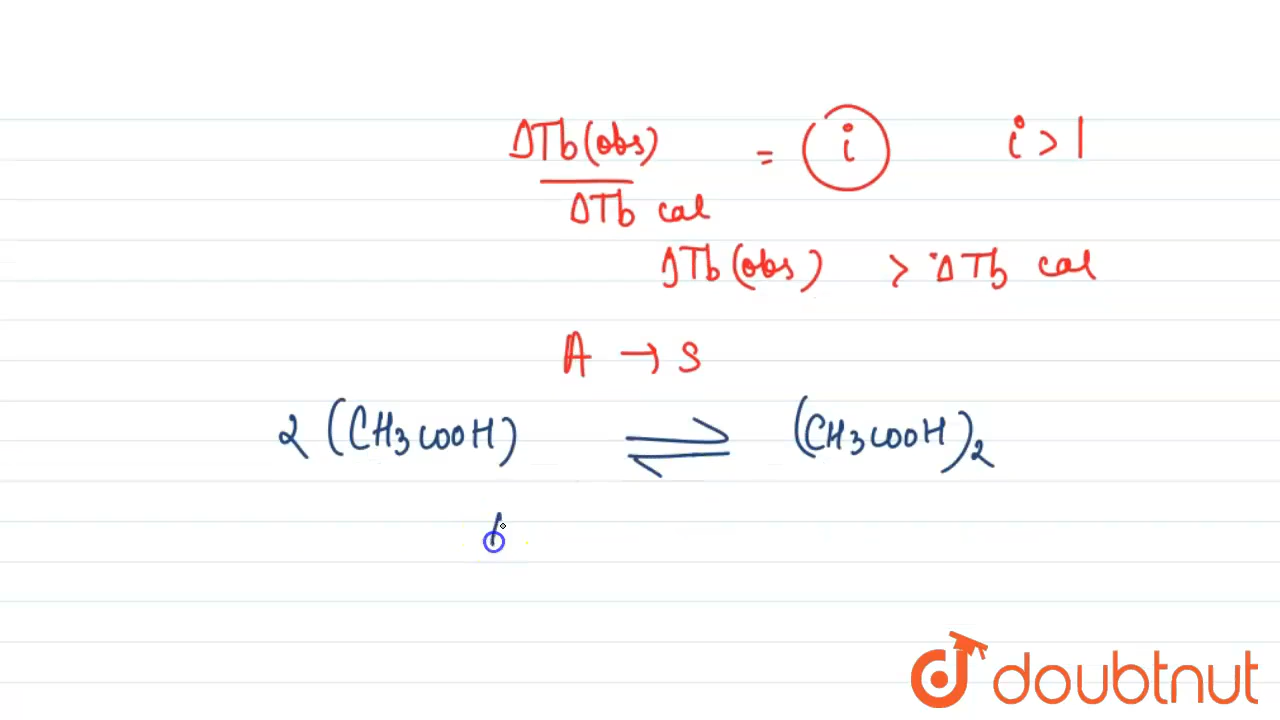 ΔTb(obs) = i i > 1
ΔTb cal
ΔTb(obs) > ΔTb cal
A → S
2 (CH3COOH) ⇌ (CH3COOH)2
doubtnut